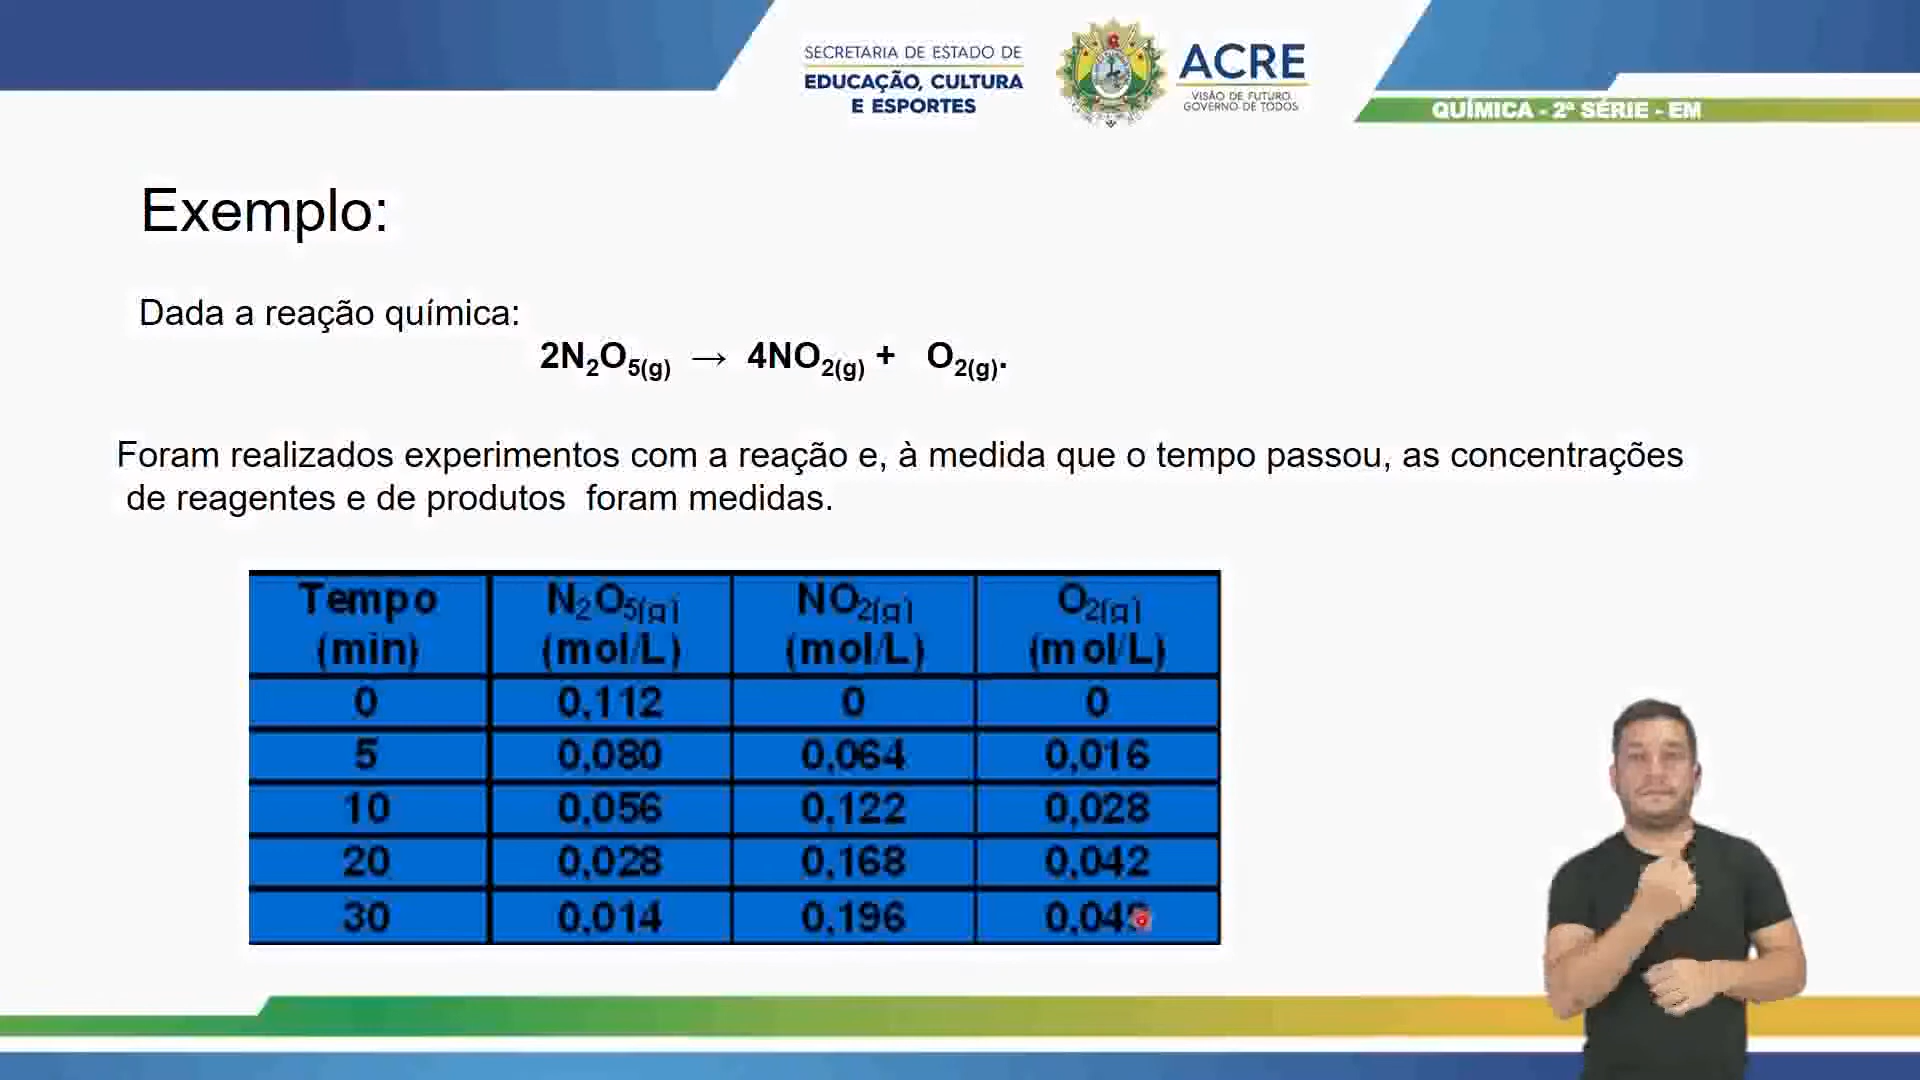 SECRETARIA DE ESTADO DE
EDUCAÇÃO, CULTURA
E ESPORTES
ACRE
VISÃO DE FUTURO.
GOVERNO DE TODOS
QUÍMICA - 2ª SÉRIE - EM
Exemplo:
Dada a reação química:
2N₂O₅(g) → 4NO₂(g) + O₂(g).
Foram realizados experimentos com a reação e, à medida que o tempo passou, as concentrações
de reagentes e de produtos foram medidas.
Tempo (min) N₂O₅(g) (mol/L) NO₂(g) (mol/L) O₂(g) (mol/L)
0 0,112 0 0
5 0,080 0,064 0,016
10 0,056 0,122 0,028
20 0,028 0,168 0,042
30 0,014 0,196